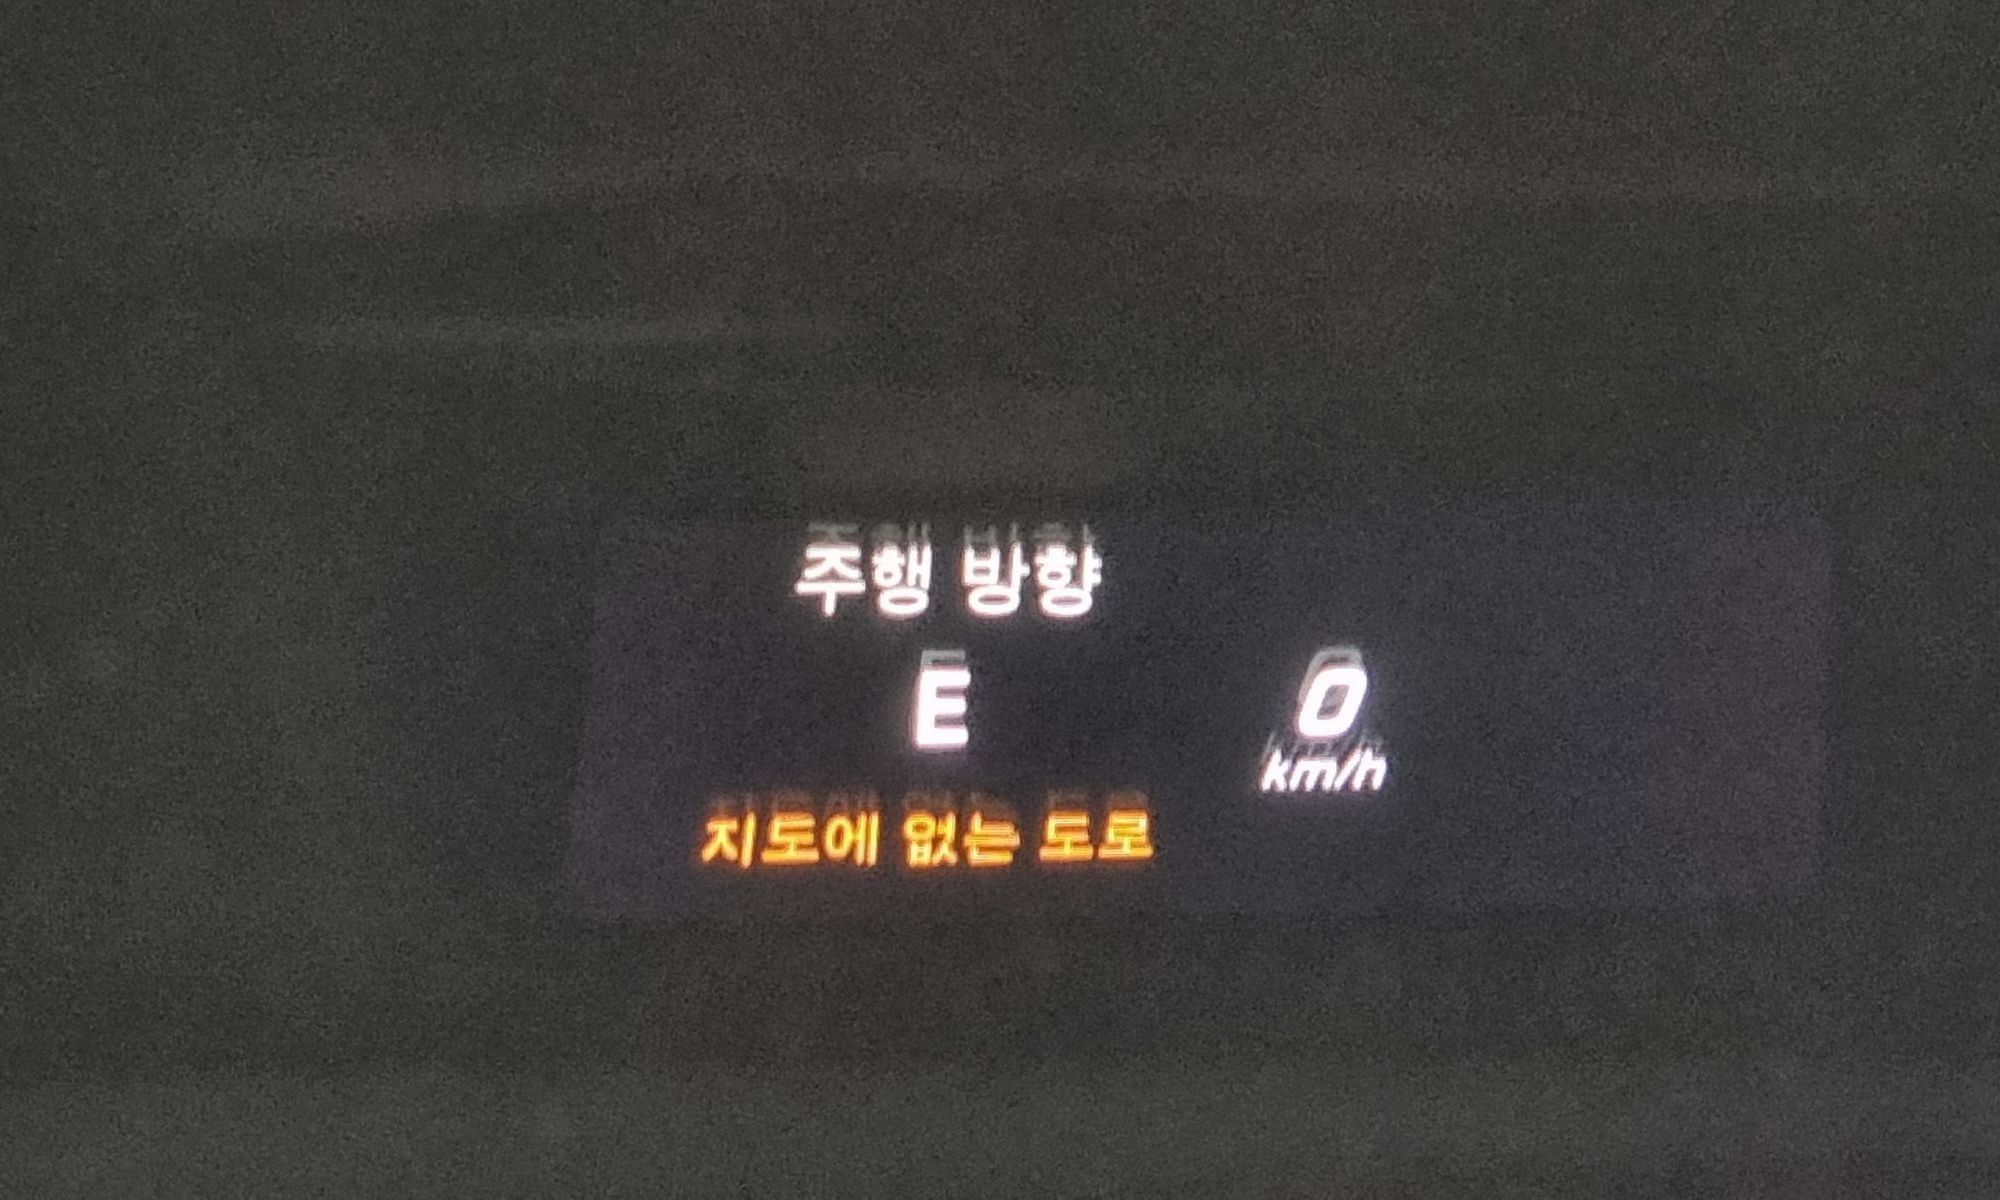 주행 방향
E
0
km/h
지도에 없는 도로